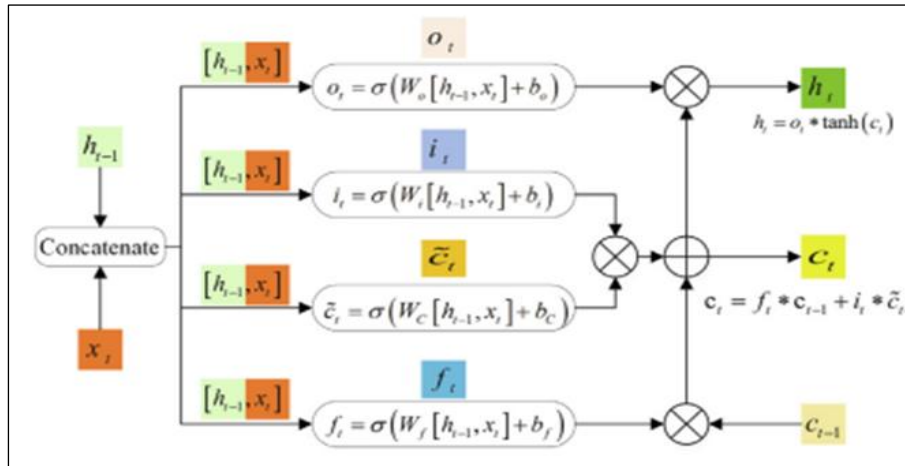 o_t
[h_{t-1}, x_t]
o_t = σ(W_o[h_{t-1}, x_t] + b_o)
h_t
h_t = o_t * tanh(c_t)
h_{t-1}
i_t
[h_{t-1}, x_t]
i_t = σ(W_t[h_{t-1}, x_t] + b_t)
Concatenate
c̃_t
[h_{t-1}, x_t]
c̃_t = σ(W_C[h_{t-1}, x_t] + b_C)
c_t
c_t = f_t * c_{t-1} + i_t * c̃_t
x_t
f_t
[h_{t-1}, x_t]
f_t = σ(W_f[h_{t-1}, x_t] + b_f)
c_{t-1}